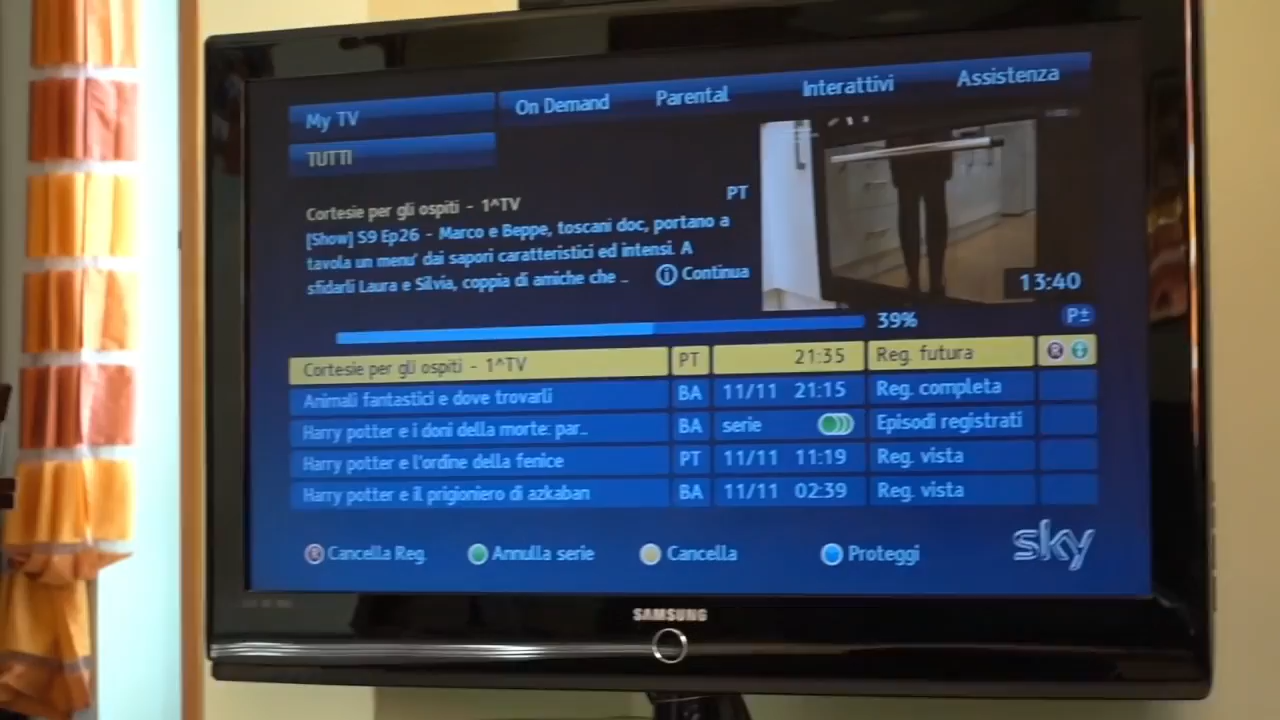 My TV
On Demand
Parental
Interattivi
Assistenza
TUTTI
Cortesie per gli ospiti - 1^TV
PT
[Show] S9 Ep26 - Marco e Beppe, toscani doc, portano a
tavola un menu' dai sapori caratteristici ed intensi. A
sfidarli Laura e Silvia, coppia di amiche che ...
i Continua
13:40
39%
P±
Cortesie per gli ospiti - 1^TV PT 21:35 Reg. futura R
Animali fantastici e dove trovarli BA 11/11 21:15 Reg. completa
Harry potter e i doni della morte: par... BA serie Episodi registrati
Harry potter e l'ordine della fenice PT 11/11 11:19 Reg. vista
Harry potter e il prigioniero di azkaban BA 11/11 02:39 Reg. vista
R Cancella Reg.
Annulla serie
Cancella
Proteggi
sky
SAMSUNG